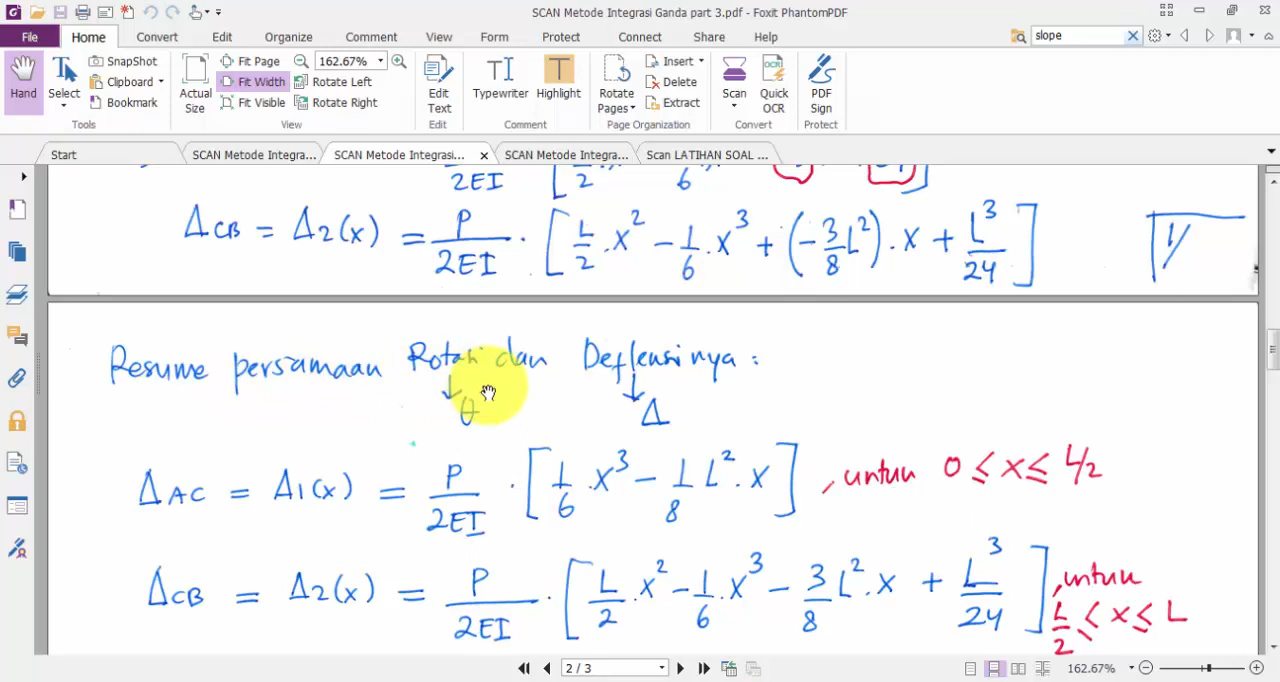 SCAN Metode Integrasi Ganda part 3.pdf - Foxit PhantomPDF
File Home Convert Edit Organize Comment View Form Protect Connect Share Help slope
Hand Select SnapShot Clipboard Bookmark Actual Size Fit Page Fit Width Fit Visible 162.67% Rotate Left Rotate Right Edit Text Typewriter Highlight Rotate Pages Insert Delete Extract Scan Quick OCR PDF Sign
Tools View Edit Comment Page Organization Convert Protect
Start SCAN Metode Integra... SCAN Metode Integrasi... SCAN Metode Integra... Scan LATIHAN SOAL ...
2EI 2 6
ΔCB = Δ2(x) = P/2EI . [L/2 .x² - 1/6 .x³ + (-3/8 L²) . x + L³/24]
Resume persamaan Rotasi dan Deflensinya :
↓ θ ↓ Δ
ΔAC = Δ1(x) = P/2EI . [1/6 .x³ - 1/8 L² . x] , untuk 0 ≤ x ≤ L/2
ΔCB = Δ2(x) = P/2EI . [L/2 .x² - 1/6 .x³ - 3/8 L² . x + L³/24] , untuk L/2 ≤ x ≤ L
2 / 3 162.67%